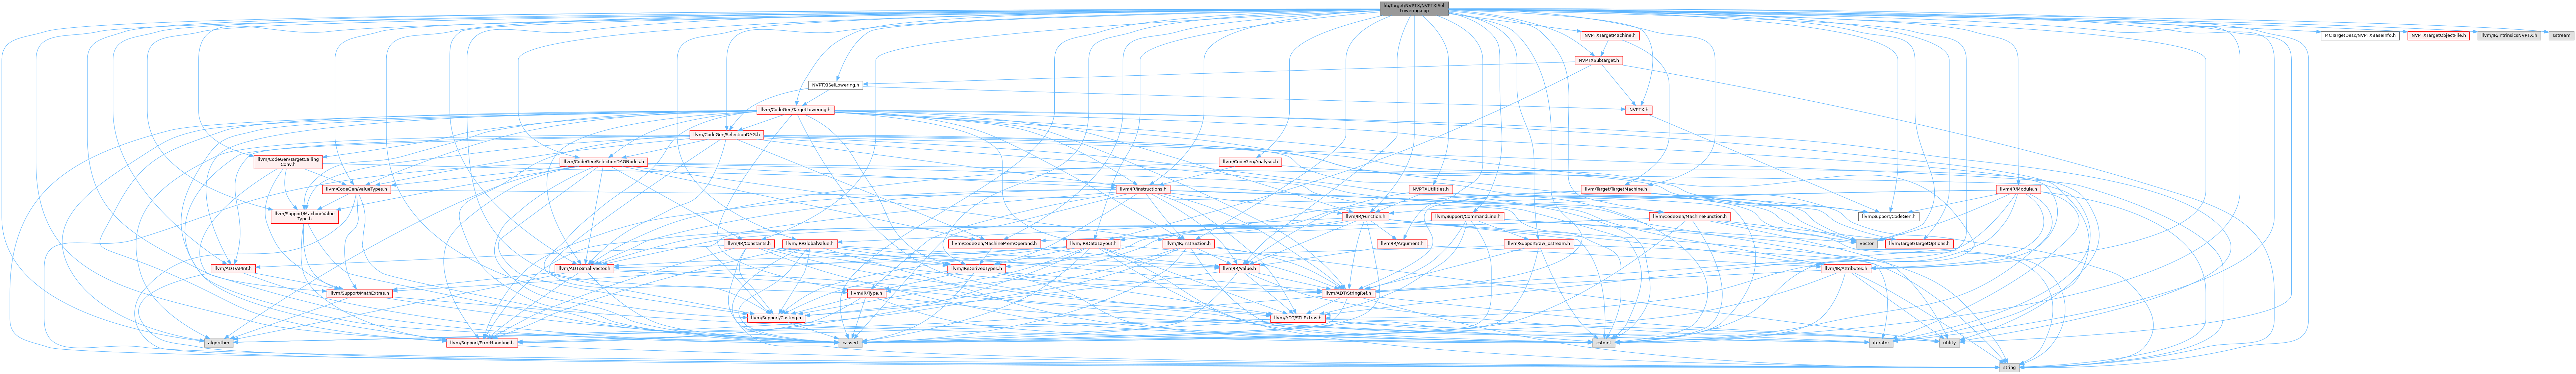 lib/Target/NVPTX/NVPTXISel
Lowering.cpp
NVPTXTargetMachine.h
MCTargetDesc/NVPTXBaseInfo.h
NVPTXTargetObjectFile.h
llvm/IR/IntrinsicsNVPTX.h
sstream
NVPTXSubtarget.h
NVPTXISelLowering.h
llvm/CodeGen/TargetLowering.h
NVPTX.h
llvm/CodeGen/SelectionDAG.h
llvm/CodeGen/TargetCalling
Conv.h
llvm/CodeGen/SelectionDAGNodes.h
llvm/CodeGen/Analysis.h
llvm/CodeGen/ValueTypes.h
llvm/IR/Instructions.h
NVPTXUtilities.h
llvm/Target/TargetMachine.h
llvm/IR/Module.h
llvm/Support/MachineValue
Type.h
llvm/IR/Function.h
llvm/Support/CommandLine.h
llvm/CodeGen/MachineFunction.h
llvm/Support/CodeGen.h
llvm/IR/Constants.h
llvm/IR/GlobalValue.h
llvm/CodeGen/MachineMemOperand.h
llvm/IR/DataLayout.h
llvm/IR/Instruction.h
llvm/IR/Argument.h
llvm/Support/raw_ostream.h
vector
llvm/Target/TargetOptions.h
llvm/ADT/APInt.h
llvm/ADT/SmallVector.h
llvm/IR/DerivedTypes.h
llvm/IR/Value.h
llvm/IR/Attributes.h
llvm/Support/MathExtras.h
llvm/IR/Type.h
llvm/ADT/StringRef.h
llvm/Support/Casting.h
llvm/ADT/STLExtras.h
algorithm
llvm/Support/ErrorHandling.h
cassert
cstdint
iterator
utility
string